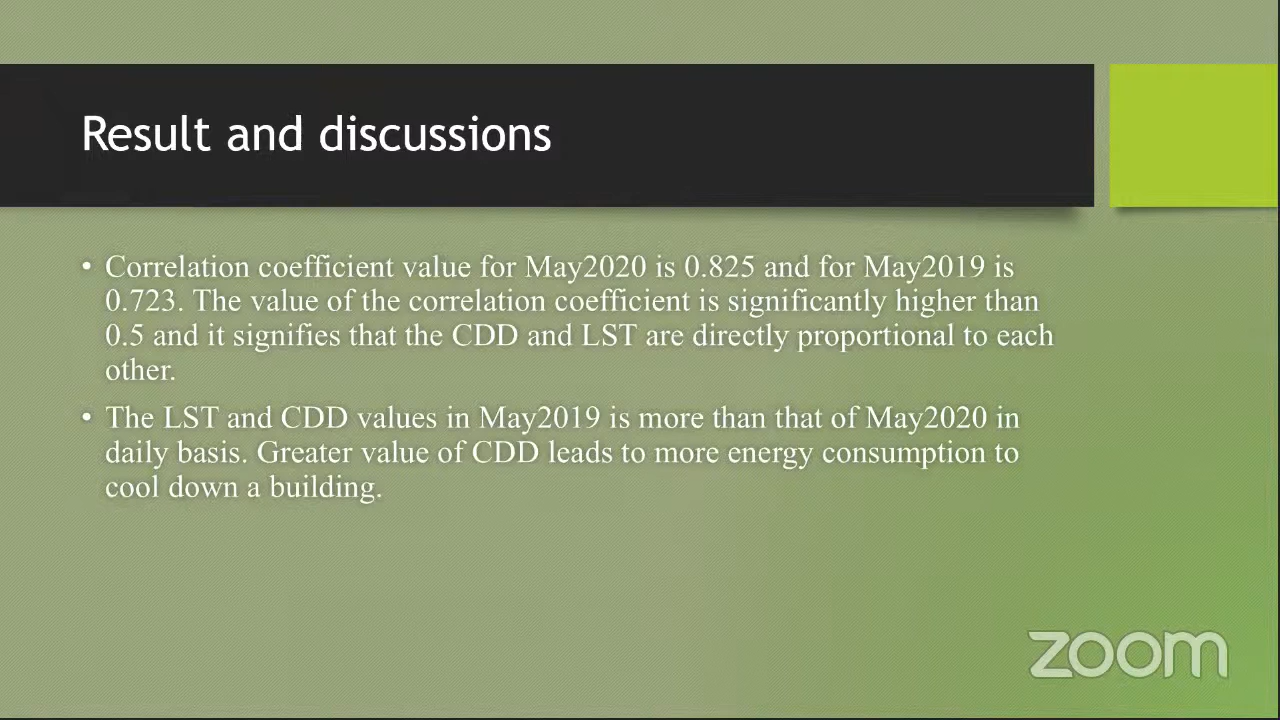 Result and discussions
• Correlation coefficient value for May2020 is 0.825 and for May2019 is
0.723. The value of the correlation coefficient is significantly higher than
0.5 and it signifies that the CDD and LST are directly proportional to each
other.
• The LST and CDD values in May2019 is more than that of May2020 in
daily basis. Greater value of CDD leads to more energy consumption to
cool down a building.
zoom